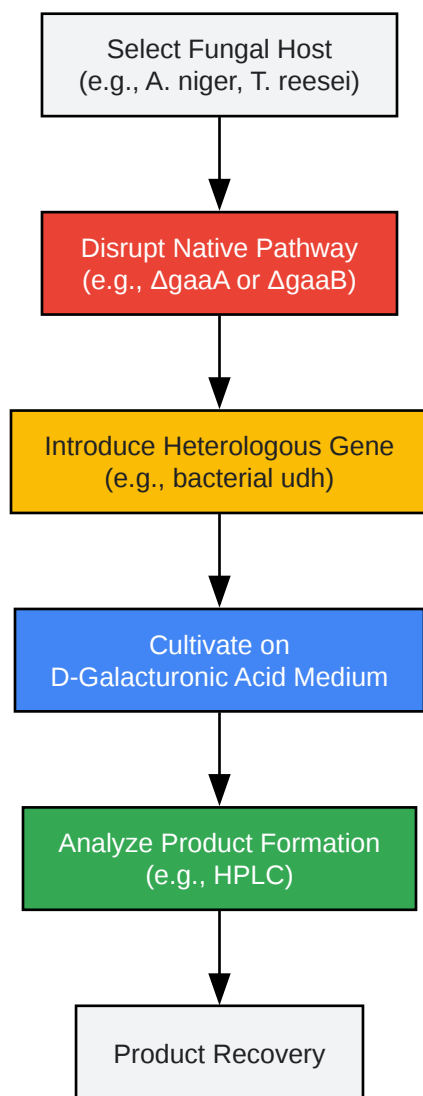 Select Fungal Host
(e.g., A. niger, T. reesei)
Disrupt Native Pathway
(e.g., ΔgaaA or ΔgaaB)
Introduce Heterologous Gene
(e.g., bacterial udh)
Cultivate on
D-Galacturonic Acid Medium
Analyze Product Formation
(e.g., HPLC)
Product Recovery